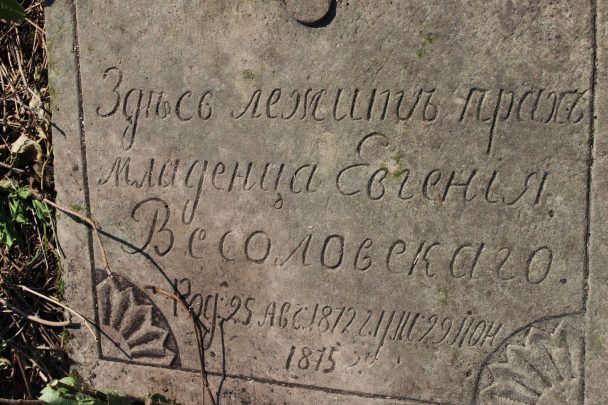 Здѣсь лежитъ прахъ
младенца Евгенія.
Весоловскаго.
Род: 25 Авг. 1872 г. Ум: 29 Іюн
1875 г.